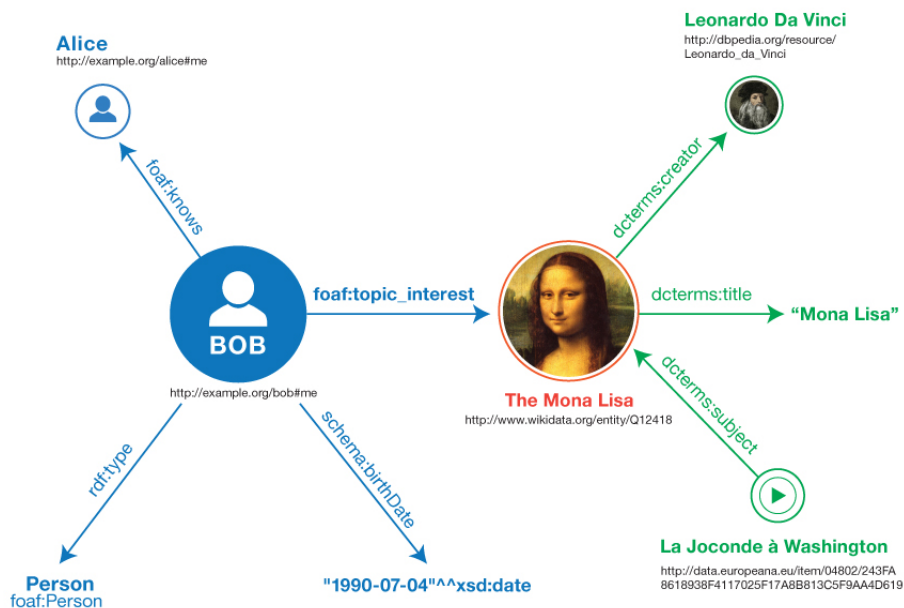 Alice
http://example.org/alice#me
Leonardo Da Vinci
http://dbpedia.org/resource/
Leonardo_da_Vinci
foaf:knows
dcterms:creator
BOB
http://example.org/bob#me
foaf:topic_interest
dcterms:title
“Mona Lisa”
The Mona Lisa
http://www.wikidata.org/entity/Q12418
dcterms:subject
rdf:type
schema:birthDate
La Joconde à Washington
http://data.europeana.eu/item/04802/243FA
8618938F4117025F17A8B813C5F9AA4D619
Person
foaf:Person
"1990-07-04"^^xsd:date